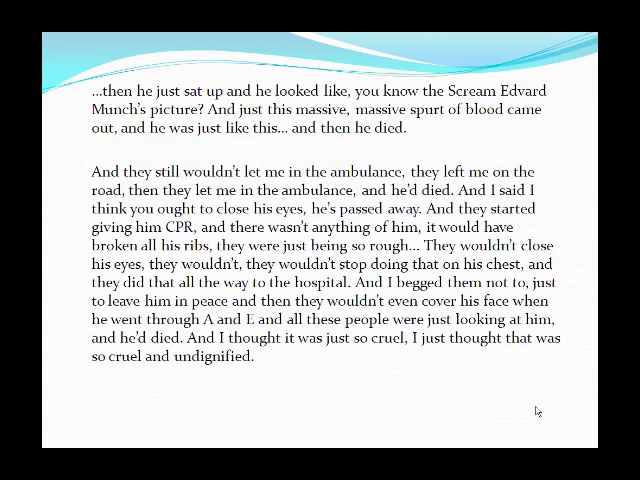 ...then he just sat up and he looked like, you know the Scream Edvard
Munch's picture? And just this massive, massive spurt of blood came
out, and he was just like this... and then he died.
And they still wouldn't let me in the ambulance, they left me on the
road, then they let me in the ambulance, and he'd died. And I said I
think you ought to close his eyes, he's passed away. And they started
giving him CPR, and there wasn't anything of him, it would have
broken all his ribs, they were just being so rough... They wouldn't close
his eyes, they wouldn't, they wouldn't stop doing that on his chest, and
they did that all the way to the hospital. And I begged them not to, just
to leave him in peace and then they wouldn't even cover his face when
he went through A and E and all these people were just looking at him,
and he'd died. And I thought it was just so cruel, I just thought that was
so cruel and undignified.